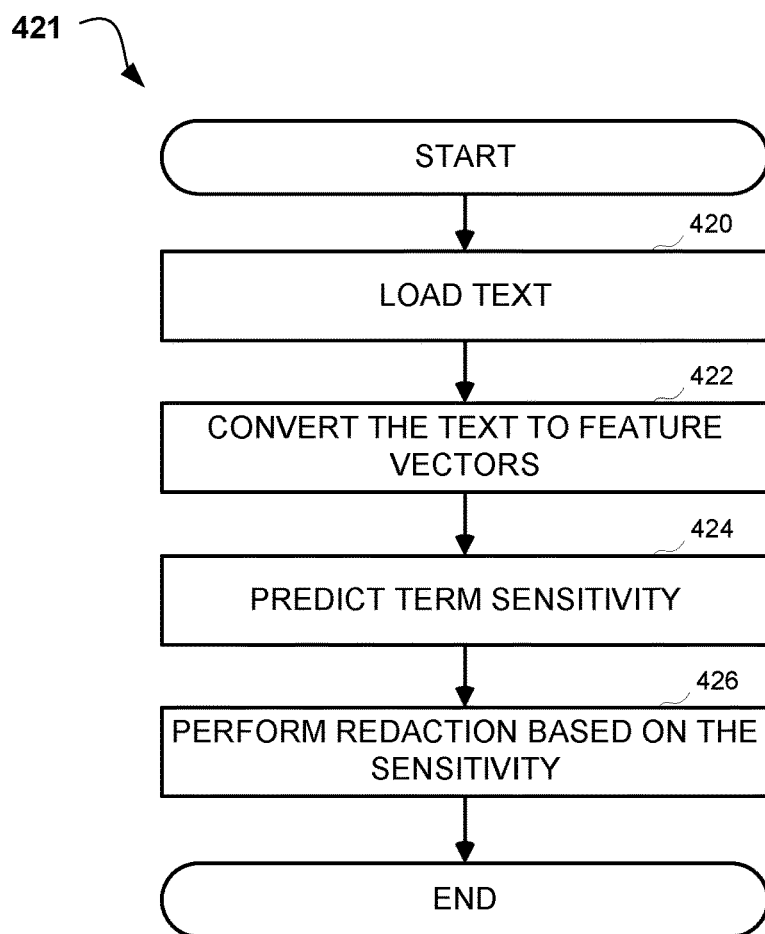 421
START
420
LOAD TEXT
422
CONVERT THE TEXT TO FEATURE
VECTORS
424
PREDICT TERM SENSITIVITY
426
PERFORM REDACTION BASED ON THE
SENSITIVITY
END